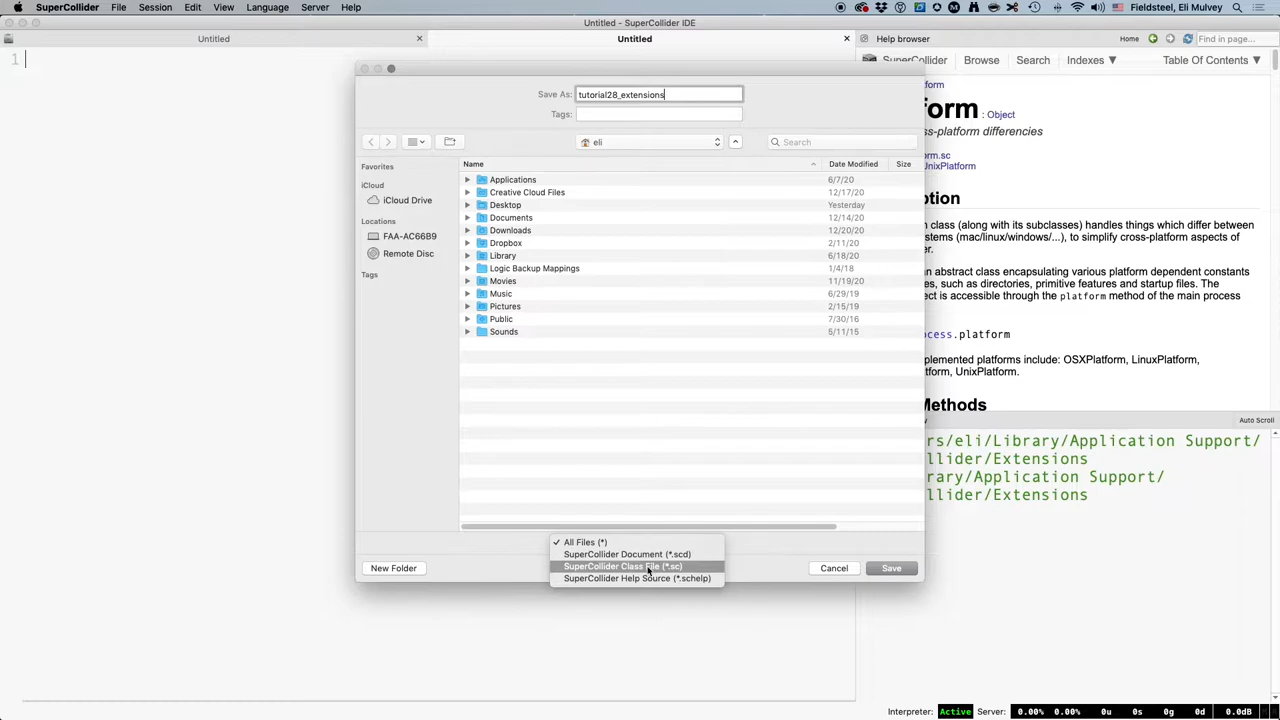 SuperCollider File Session Edit View Language Server Help Fieldsteel, Eli Mulvey
Untitled - SuperCollider IDE
Untitled
Untitled
Help browser Home Find in page...
SuperCollider Browse Search Indexes ▼ Table Of Contents ▼
1
form
form : Object
ss-platform differencies
rm.sc
UnixPlatform
otion
n class (along with its subclasses) handles things which differ between
stems (mac/linux/windows/...), to simplify cross-platform aspects of
r.
an abstract class encapsulating various platform dependent constants
es, such as directories, primitive features and startup files. The
ect is accessible through the platform method of the main process
ocess.platform
plemented platforms include: OSXPlatform, LinuxPlatform,
tform, UnixPlatform.
Methods
Auto Scroll
rs/eli/Library/Application Support/
llider/Extensions
rary/Application Support/
llider/Extensions
Save As: tutorial28_extensions
Tags:
eli
Search
Favorites
iCloud
iCloud Drive
Locations
FAA-AC66B9
Remote Disc
Tags
Name Date Modified Size
Applications 6/7/20
Creative Cloud Files 12/17/20
Desktop Yesterday
Documents 12/14/20
Downloads 12/20/20
Dropbox 2/11/20
Library 6/18/20
Logic Backup Mappings 1/4/18
Movies 11/19/20
Music 6/29/19
Pictures 2/15/19
Public 7/30/16
Sounds 5/11/15
✓ All Files (*)
SuperCollider Document (*.scd)
SuperCollider Class File (*.sc)
SuperCollider Help Source (*.schelp)
New Folder
Cancel
Save
Interpreter: Active Server: 0.00% 0.00% 0u 0s 0g 0d 0.0dB